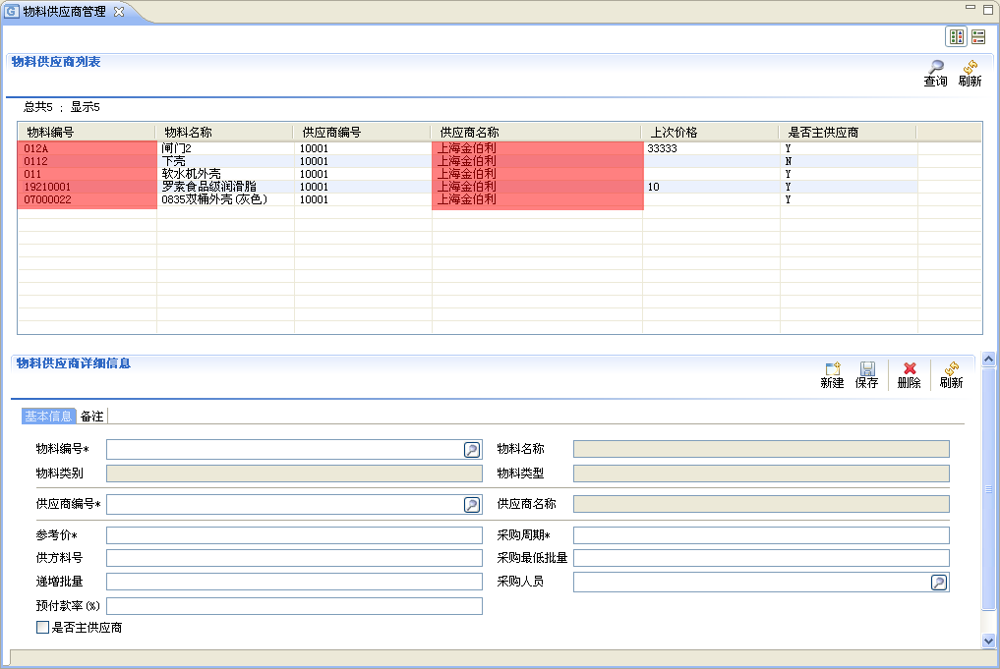 物料供应商管理
物料供应商列表
查询 刷新
总共5 ; 显示5
物料编号 物料名称 供应商编号 供应商名称 上次价格 是否主供应商
012A 闸门2 10001 上海金伯利 33333 Y
0112 下壳 10001 上海金伯利 N
011 软水机外壳 10001 上海金伯利 Y
19210001 罗素食品级润滑脂 10001 上海金伯利 10 Y
07000022 0835双桶外壳(灰色) 10001 上海金伯利 Y
物料供应商详细信息
新建 保存 删除 刷新
基本信息 备注
物料编号* 物料名称
物料类别 物料类型
供应商编号* 供应商名称
参考价* 采购周期*
供方料号 采购最低批量
递增批量 采购人员
预付款率(%)
是否主供应商